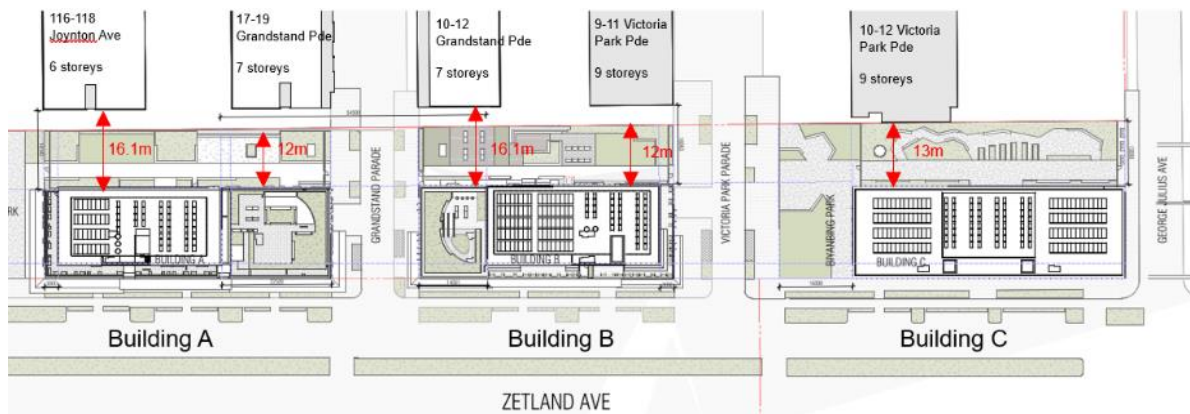 116-118
Joynton Ave
6 storeys
17-19
Grandstand Pde
7 storeys
10-12
Grandstand Pde
7 storeys
9-11 Victoria
Park Pde
9 storeys
10-12 Victoria
Park Pde
9 storeys
16.1m
12m
16.1m
12m
13m
GRANDSTAND PARADE
VICTORIA PARK PARADE
BIYANBING PARK
GEORGE JULIUS AVE
BUILDING A
BUILDING B
BUILDING C
Building A
Building B
Building C
ZETLAND AVE